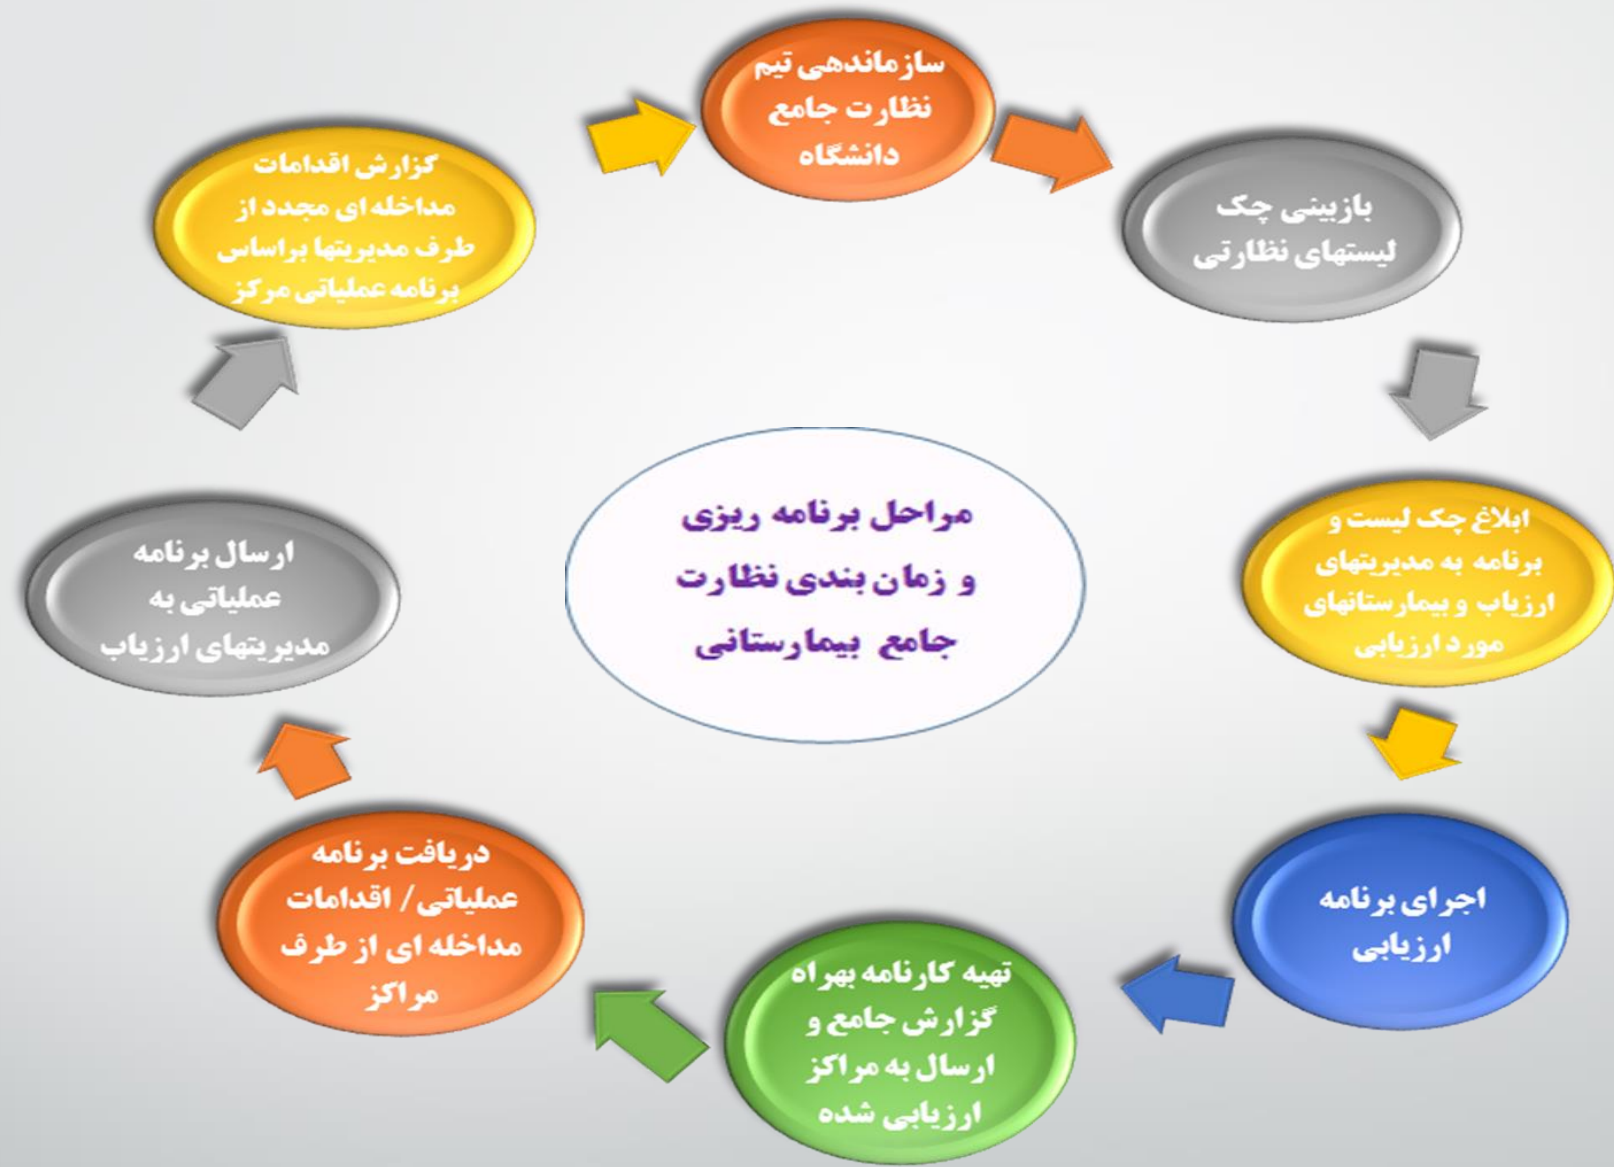 سازماندهی تیم
نظارت جامع
دانشگاه
بازبینی چک
لیستهای نظارتی
ابلاغ چک لیست و
برنامه به مدیریتهای
ارزیاب و بیمارستانهای
مورد ارزیابی
اجرای برنامه
ارزیابی
تهیه کارنامه بهراه
گزارش جامع و
ارسال به مراکز
ارزیابی شده
دریافت برنامه
عملیاتی/ اقدامات
مداخله ای از طرف
مراکز
ارسال برنامه
عملیاتی به
مدیریتهای ارزیاب
گزارش اقدامات
مداخله ای مجدد از
طرف مدیریتها براساس
برنامه عملیاتی مرکز
مراحل برنامه ریزی
و زمان بندی نظارت
جامع بیمارستانی